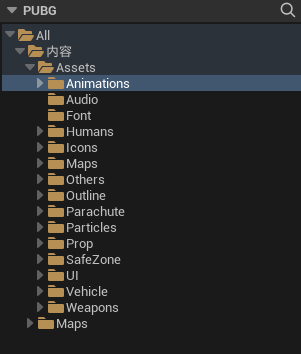 PUBG
All
内容
Assets
Animations
Audio
Font
Humans
Icons
Maps
Others
Outline
Parachute
Particles
Prop
SafeZone
UI
Vehicle
Weapons
Maps